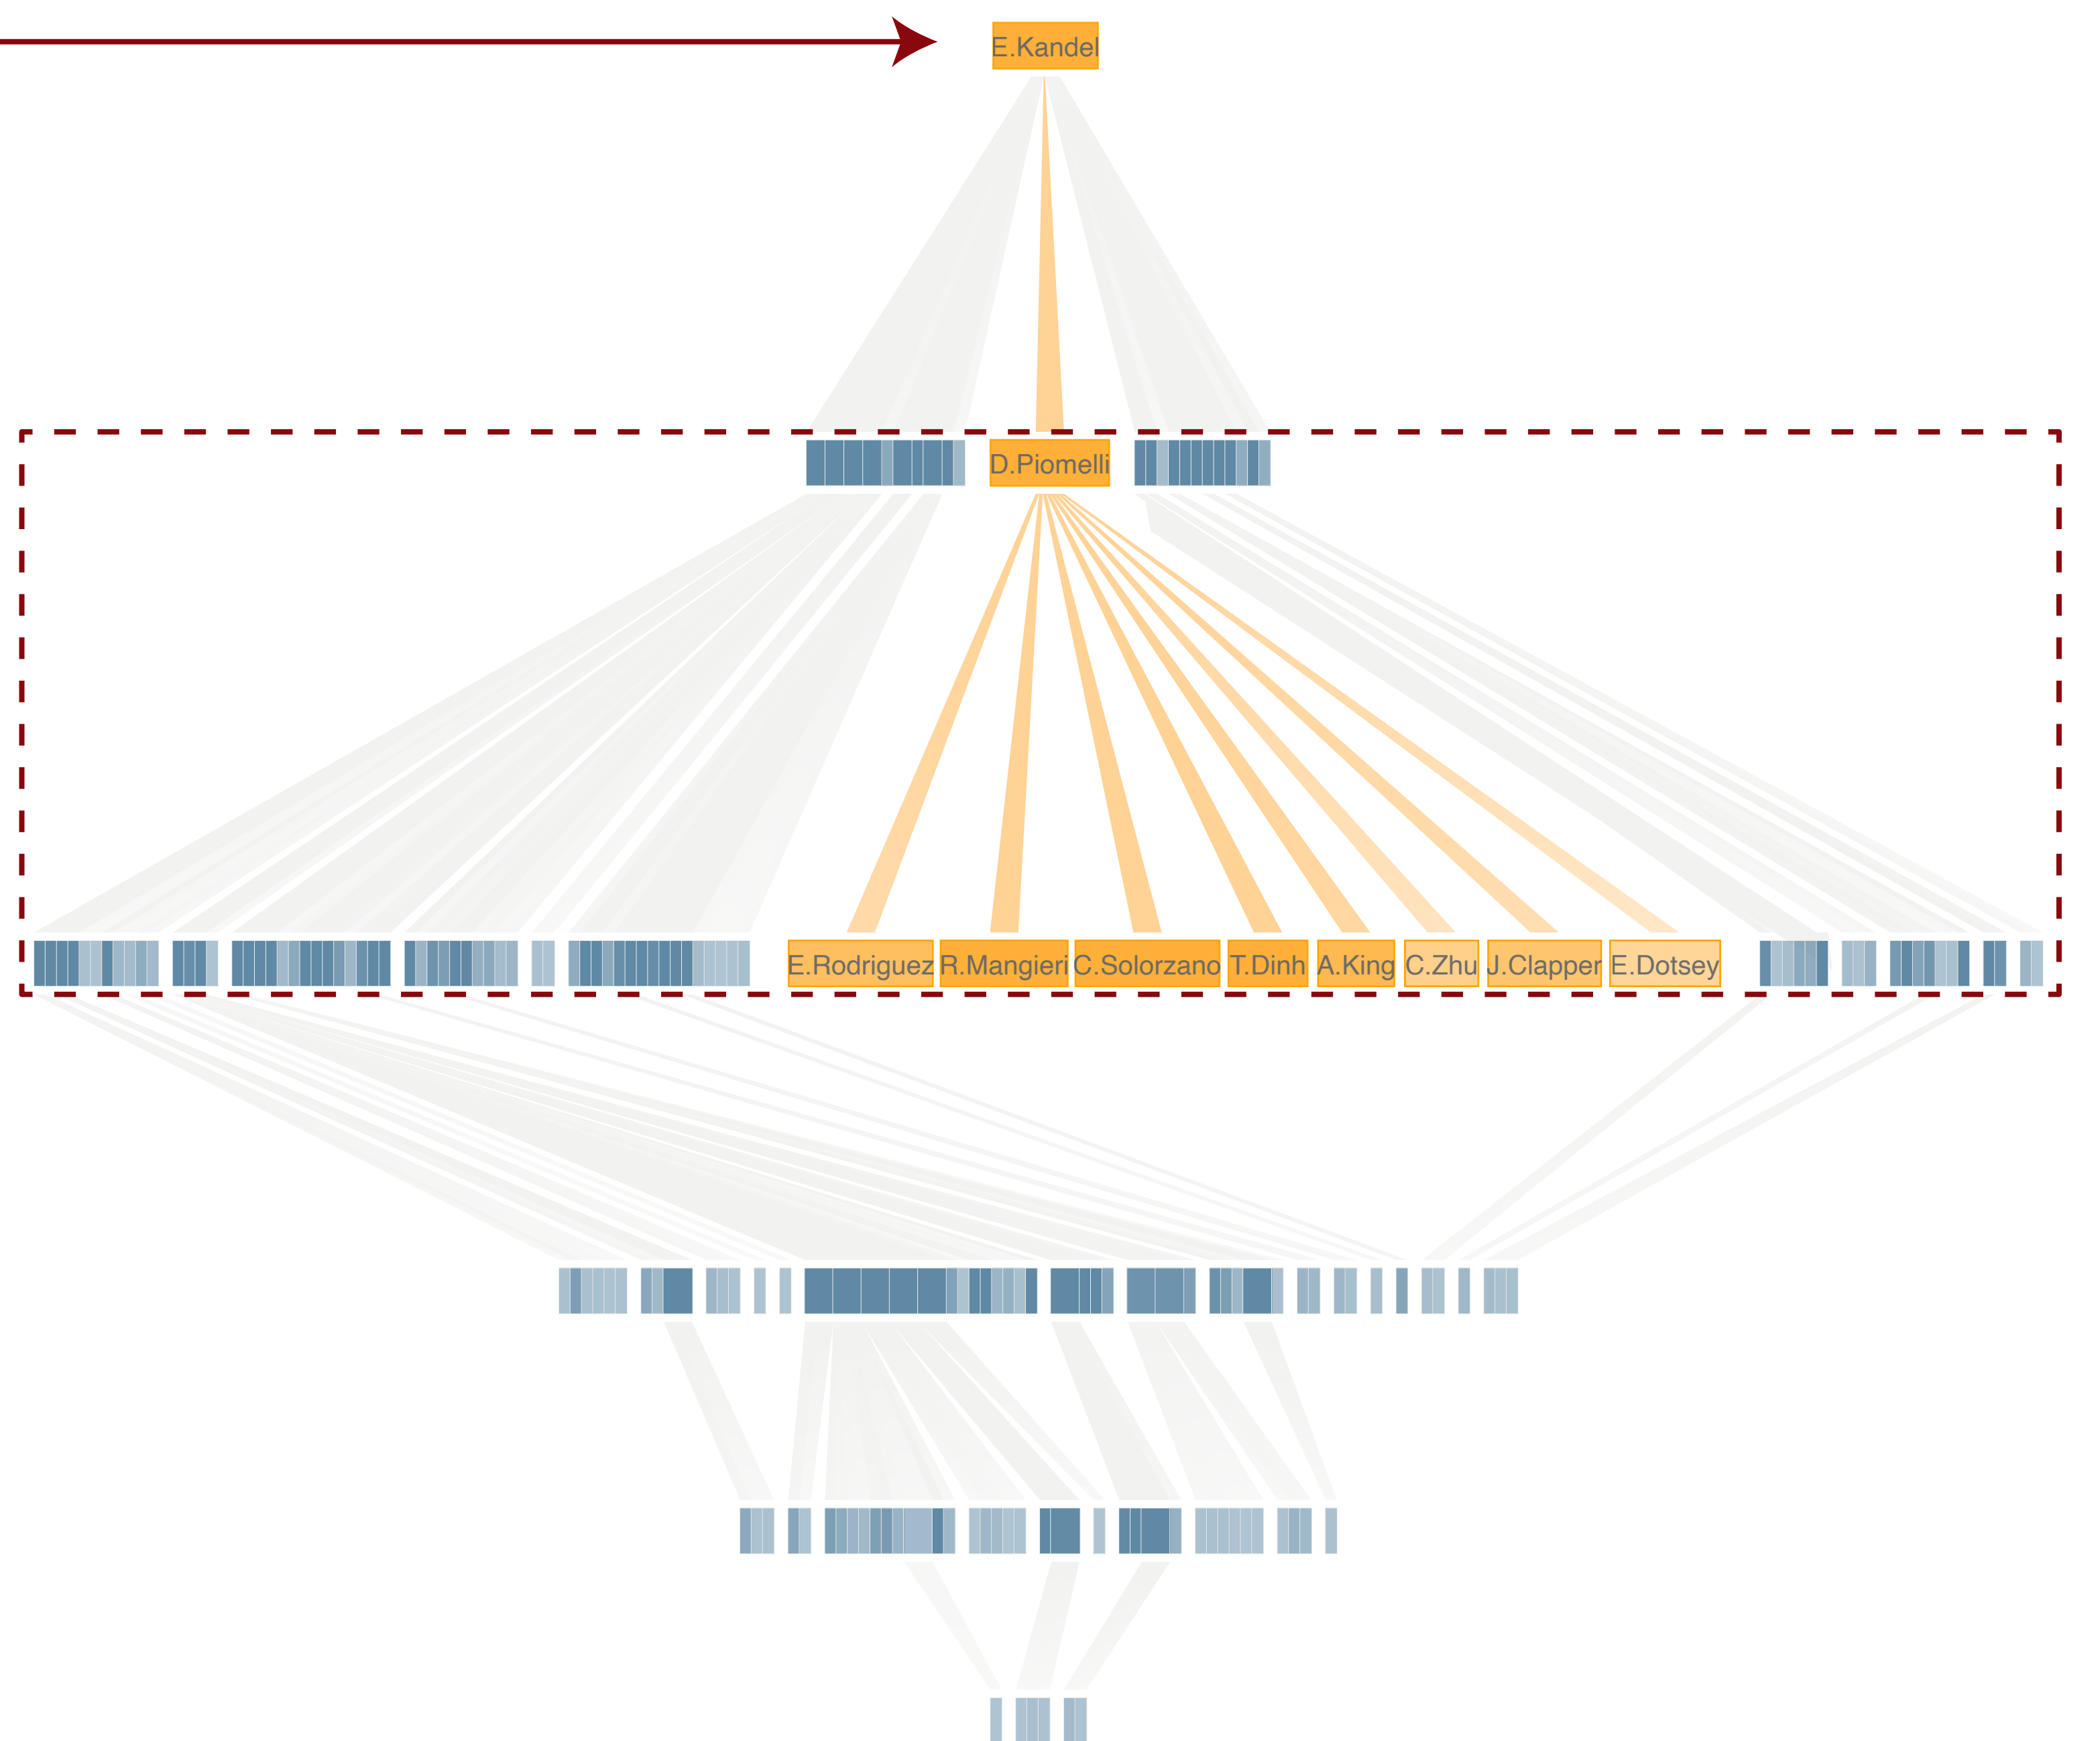 E.Kandel
D.Piomelli
E.Rodriguez R.Mangieri C.Solorzano T.Dinh A.King C.Zhu J.Clapper E.Dotsey